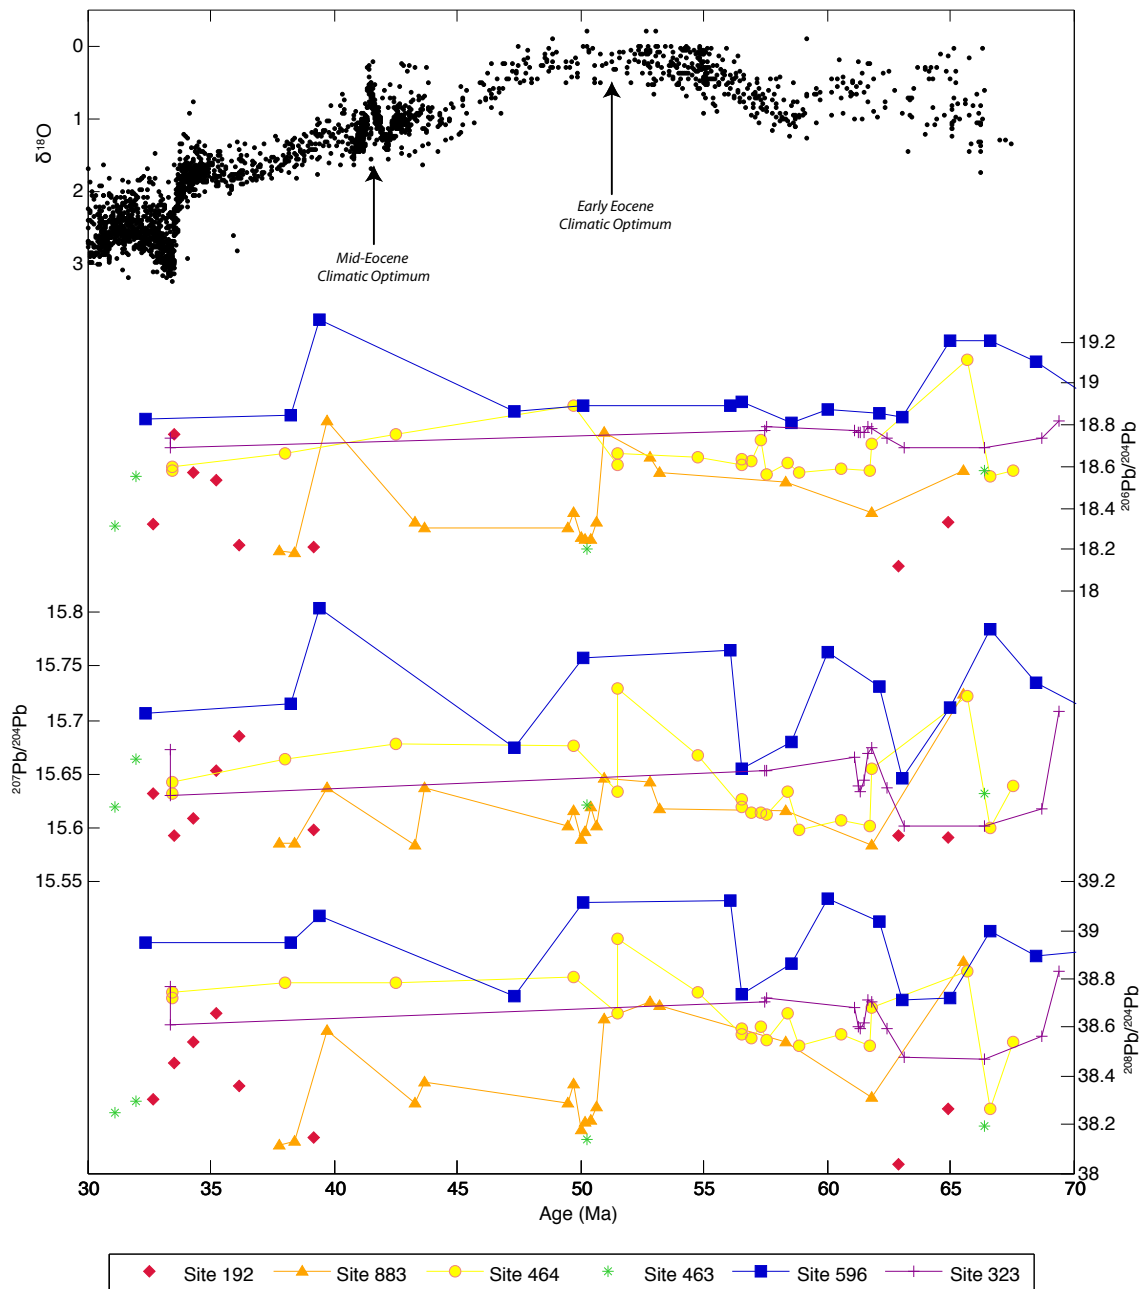 0
1
2
3
δ18O
Early Eocene
Climatic Optimum
Mid-Eocene
Climatic Optimum
19.2
19
18.8
18.6
18.4
18.2
18
206Pb/204Pb
15.8
15.75
15.7
15.65
15.6
15.55
207Pb/204Pb
39.2
39
38.8
38.6
38.4
38.2
38
208Pb/204Pb
30 35 40 45 50 55 60 65 70
Age (Ma)
Site 192 Site 883 Site 464 Site 463 Site 596 Site 323